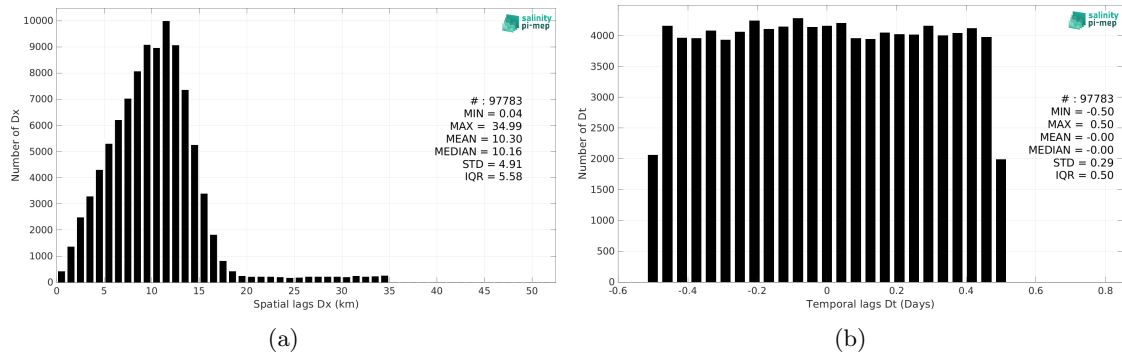 10000
9000
8000
7000
6000
5000
4000
3000
2000
1000
0
Number of Dx
0 5 10 15 20 25 30 35 40 45 50
Spatial lags Dx (km)
salinity
pi-mep
# : 97783
MIN = 0.04
MAX = 34.99
MEAN = 10.30
MEDIAN = 10.16
STD = 4.91
IQR = 5.58
(a)
4000
3500
3000
2500
2000
1500
1000
500
0
Number of Dt
-0.6 -0.4 -0.2 0 0.2 0.4 0.6 0.8
Temporal lags Dt (Days)
salinity
pi-mep
# : 97783
MIN = -0.50
MAX = 0.50
MEAN = -0.00
MEDIAN = -0.00
STD = 0.29
IQR = 0.50
(b)